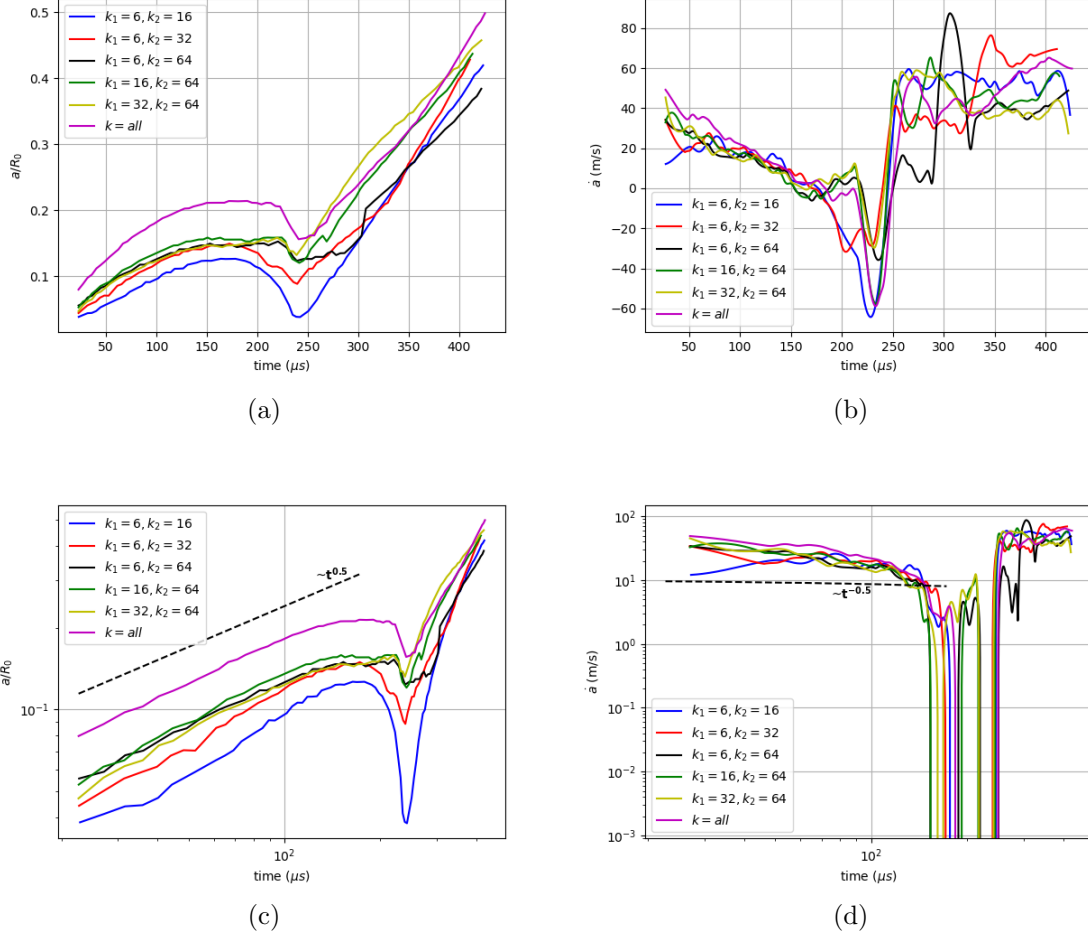 0.5
0.4
0.3
0.2
0.1
a/R₀
k₁ = 6, k₂ = 16
k₁ = 6, k₂ = 32
k₁ = 6, k₂ = 64
k₁ = 16, k₂ = 64
k₁ = 32, k₂ = 64
k = all
50 100 150 200 250 300 350 400
time (μs)
(a)
80
60
40
20
0
−20
−40
−60
ȧ (m/s)
k₁ = 6, k₂ = 16
k₁ = 6, k₂ = 32
k₁ = 6, k₂ = 64
k₁ = 16, k₂ = 64
k₁ = 32, k₂ = 64
k = all
50 100 150 200 250 300 350 400
time (μs)
(b)
k₁ = 6, k₂ = 16
k₁ = 6, k₂ = 32
k₁ = 6, k₂ = 64
k₁ = 16, k₂ = 64
k₁ = 32, k₂ = 64
k = all
~t⁰·⁵
a/R₀
10⁻¹
10²
time (μs)
(c)
10²
10¹
10⁰
10⁻¹
10⁻²
10⁻³
ȧ (m/s)
~t⁻⁰·⁵
k₁ = 6, k₂ = 16
k₁ = 6, k₂ = 32
k₁ = 6, k₂ = 64
k₁ = 16, k₂ = 64
k₁ = 32, k₂ = 64
k = all
10²
time (μs)
(d)